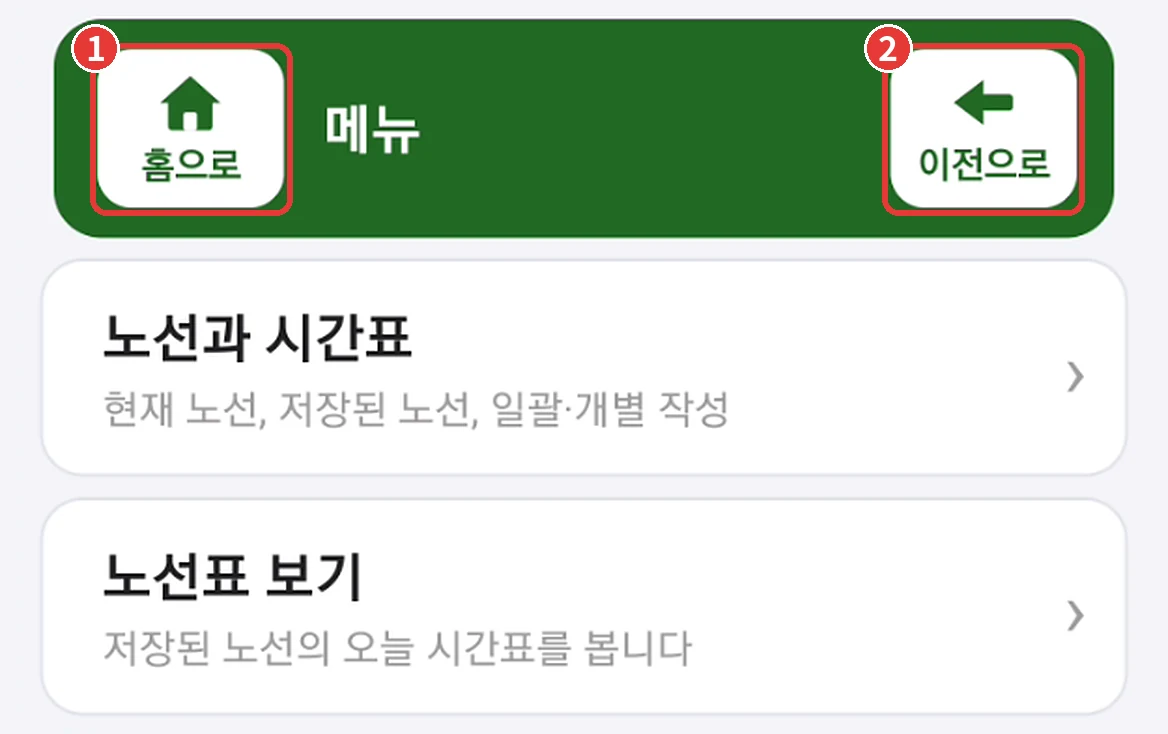 1
2
홈으로
메뉴
이전으로
노선과 시간표
현재 노선, 저장된 노선, 일괄·개별 작성
노선표 보기
저장된 노선의 오늘 시간표를 봅니다